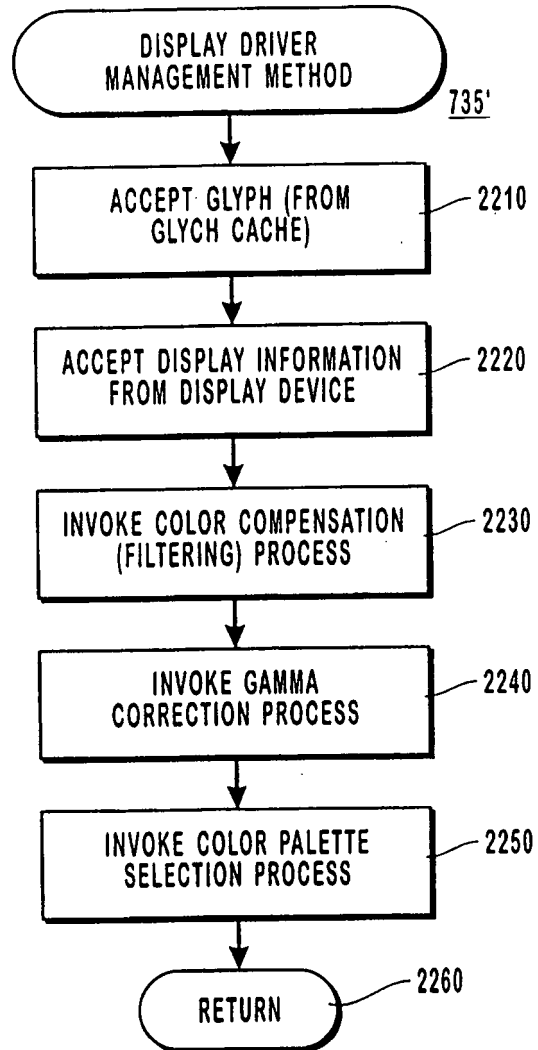 DISPLAY DRIVER
MANAGEMENT METHOD
735'
ACCEPT GLYPH (FROM
GLYCH CACHE)
2210
ACCEPT DISPLAY INFORMATION
FROM DISPLAY DEVICE
2220
INVOKE COLOR COMPENSATION
(FILTERING) PROCESS
2230
INVOKE GAMMA
CORRECTION PROCESS
2240
INVOKE COLOR PALETTE
SELECTION PROCESS
2250
RETURN
2260